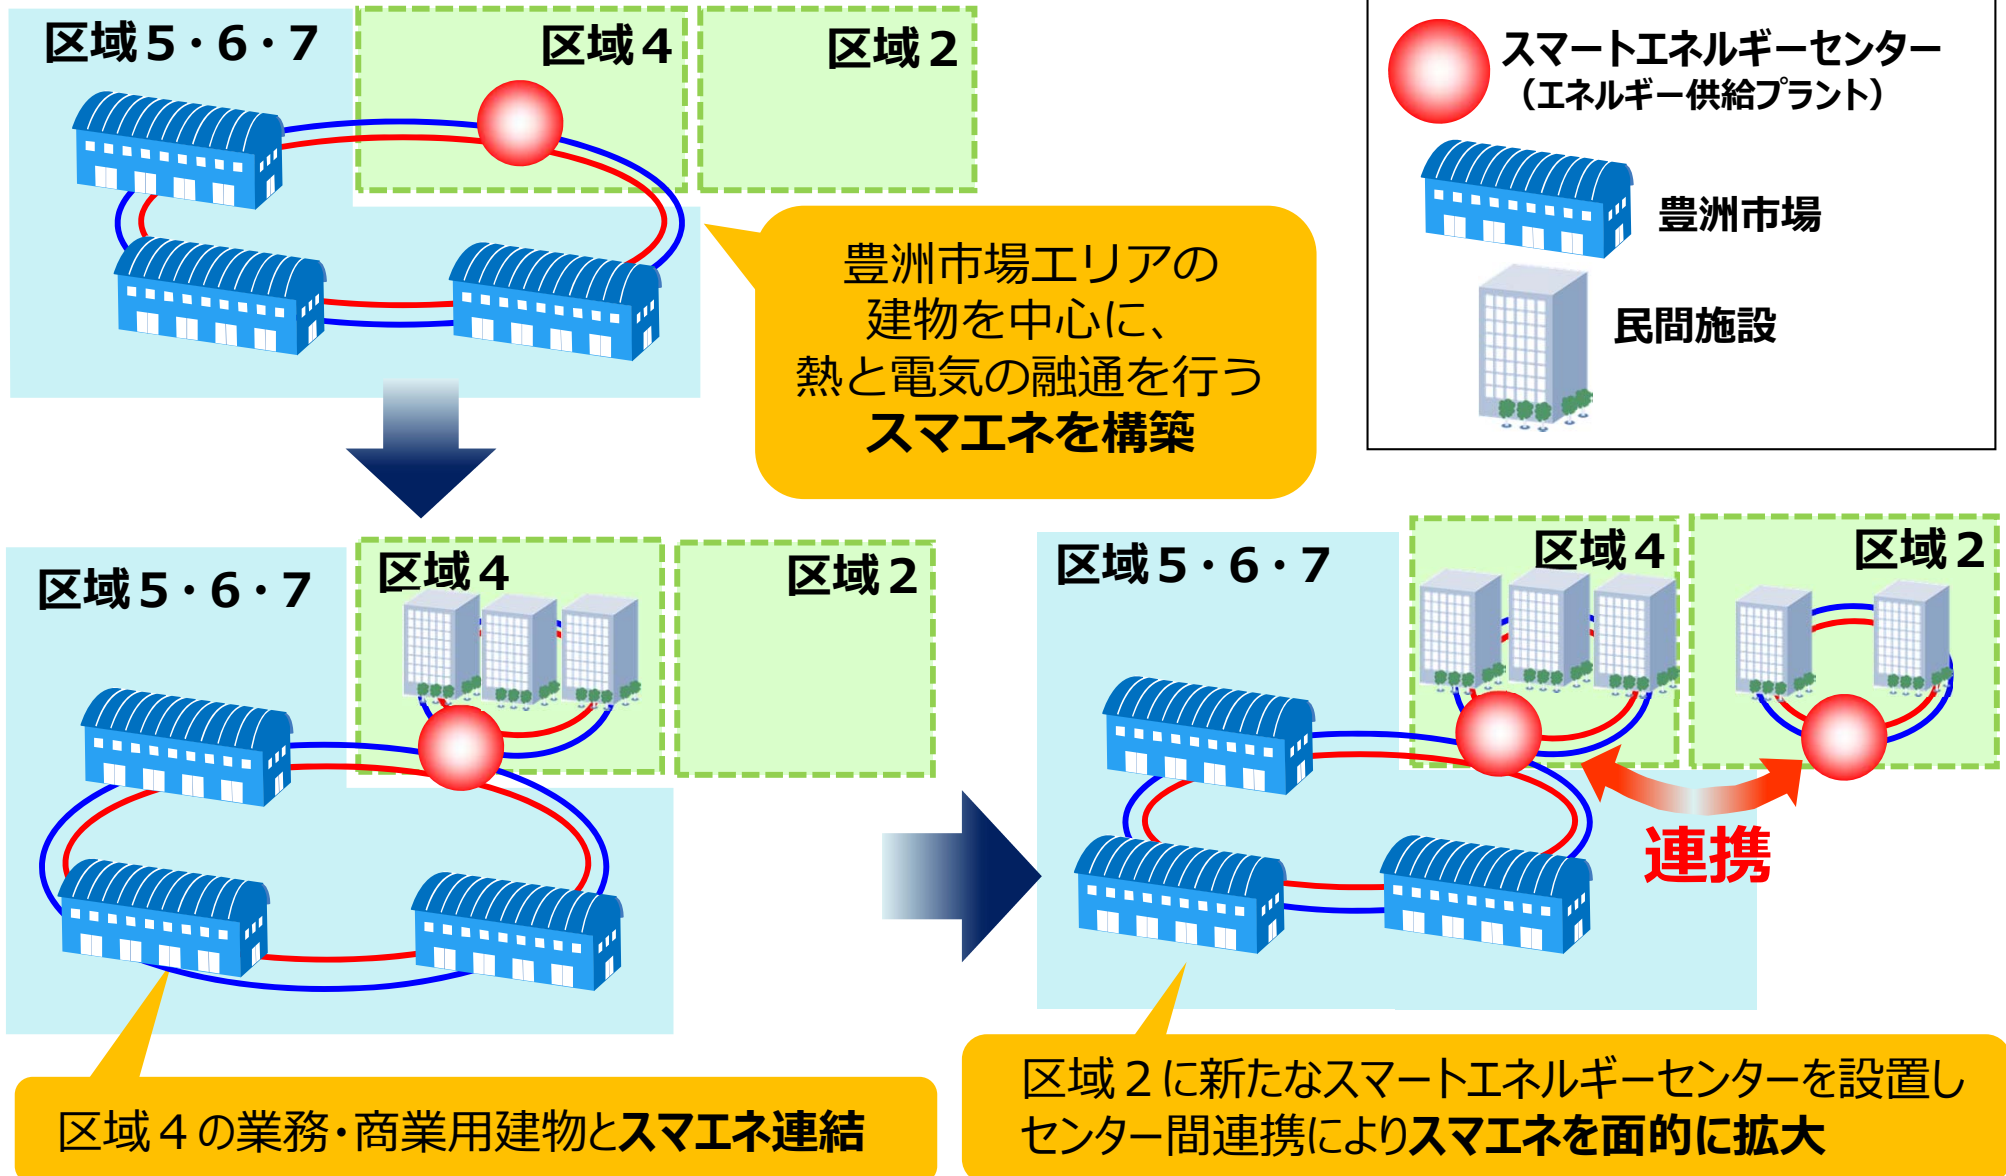 区域５・６・７
区域４
区域２
スマートエネルギーセンター
（エネルギー供給プラント）
豊洲市場
民間施設
豊洲市場エリアの
建物を中心に、
熱と電気の融通を行う
スマエネを構築
区域５・６・７
区域４
区域２
区域４の業務・商業用建物とスマエネ連結
区域５・６・７
区域４
区域２
連携
区域２に新たなスマートエネルギーセンターを設置し
センター間連携によりスマエネを面的に拡大